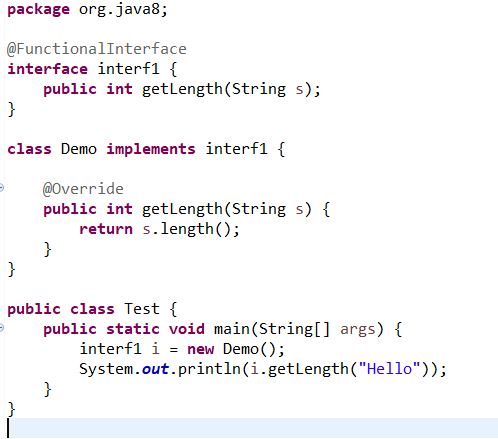 package org.java8;
@FunctionalInterface
interface interf1 {
    public int getLength(String s);
}
class Demo implements interf1 {
    @Override
    public int getLength(String s) {
        return s.length();
    }
}
public class Test {
    public static void main(String[] args) {
        interf1 i = new Demo();
        System.out.println(i.getLength("Hello"));
    }
}